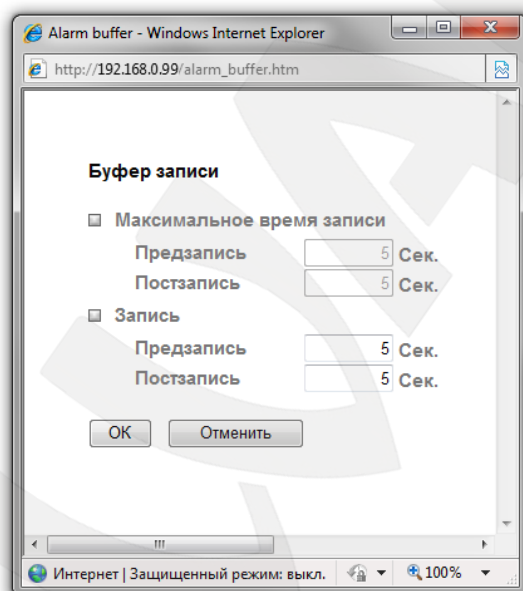 Alarm buffer - Windows Internet Explorer
http://192.168.0.99/alarm_buffer.htm
Буфер записи
Максимальное время записи
Предзапись 5 Сек.
Постзапись 5 Сек.
Запись
Предзапись 5 Сек.
Постзапись 5 Сек.
OK Отменить
Интернет | Защищенный режим: выкл. 100%